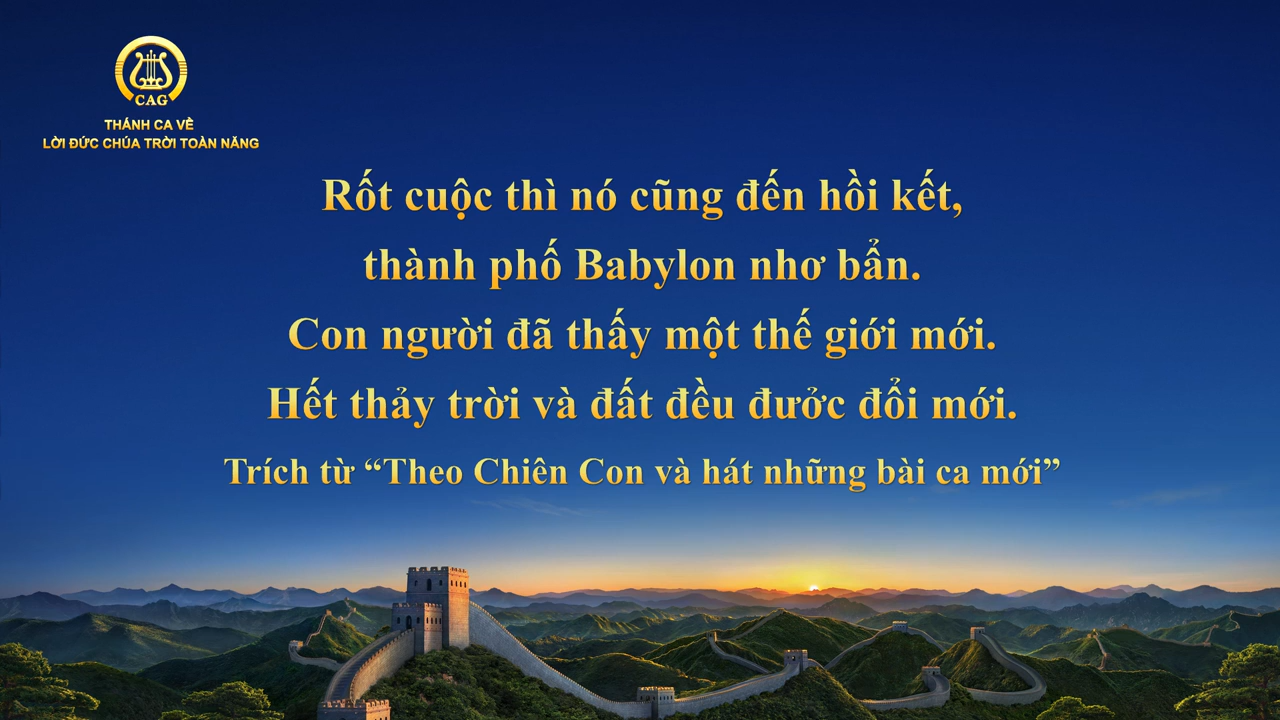 CAG
THÁNH CA VỀ
LỜI ĐỨC CHÚA TRỜI TOÀN NĂNG
Rốt cuộc thì nó cũng đến hồi kết,
thành phố Babylon nhơ bẩn.
Con người đã thấy một thế giới mới.
Hết thảy trời và đất đều đưởc đổi mới.
Trích từ “Theo Chiên Con và hát những bài ca mới”